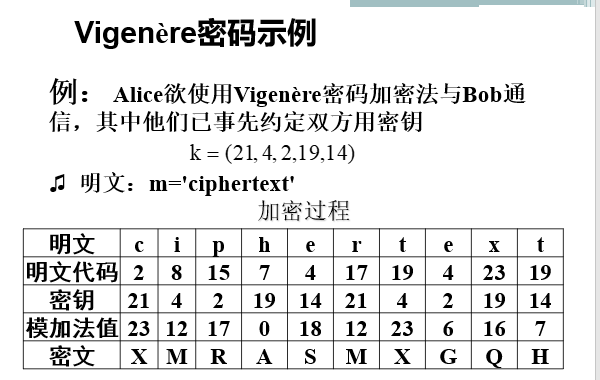 Vigenère密码示例
例： Alice欲使用Vigenère密码加密法与Bob通
信，其中他们已事先约定双方用密钥
k = (21, 4, 2,19,14)
♫ 明文：m='ciphertext'
加密过程
明文 c i p h e r t e x t
明文代码 2 8 15 7 4 17 19 4 23 19
密钥 21 4 2 19 14 21 4 2 19 14
模加法值 23 12 17 0 18 12 23 6 16 7
密文 X M R A S M X G Q H